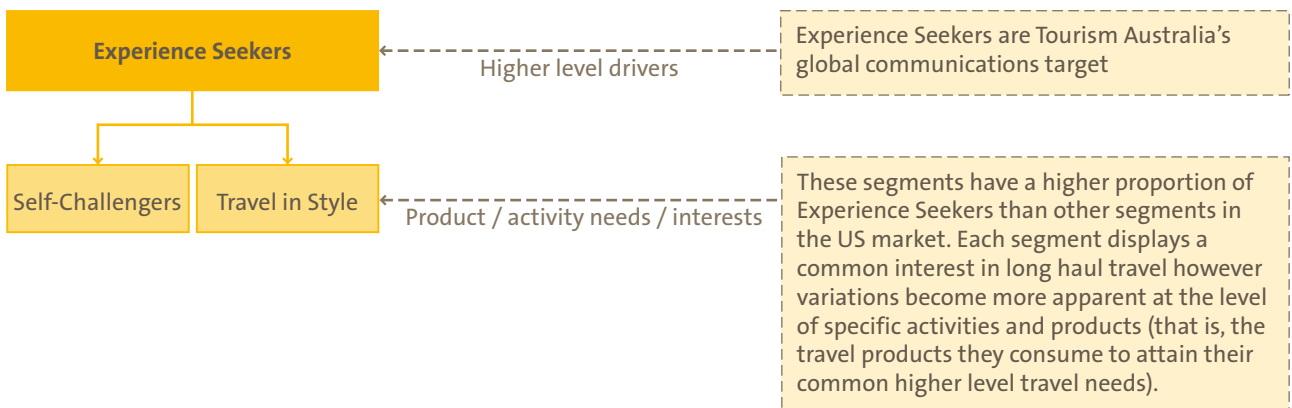 Experience Seekers
Higher level drivers
Experience Seekers are Tourism Australia’s
global communications target
Self-Challengers
Travel in Style
Product / activity needs / interests
These segments have a higher proportion of
Experience Seekers than other segments in
the US market. Each segment displays a
common interest in long haul travel however
variations become more apparent at the level
of specific activities and products (that is, the
travel products they consume to attain their
common higher level travel needs).